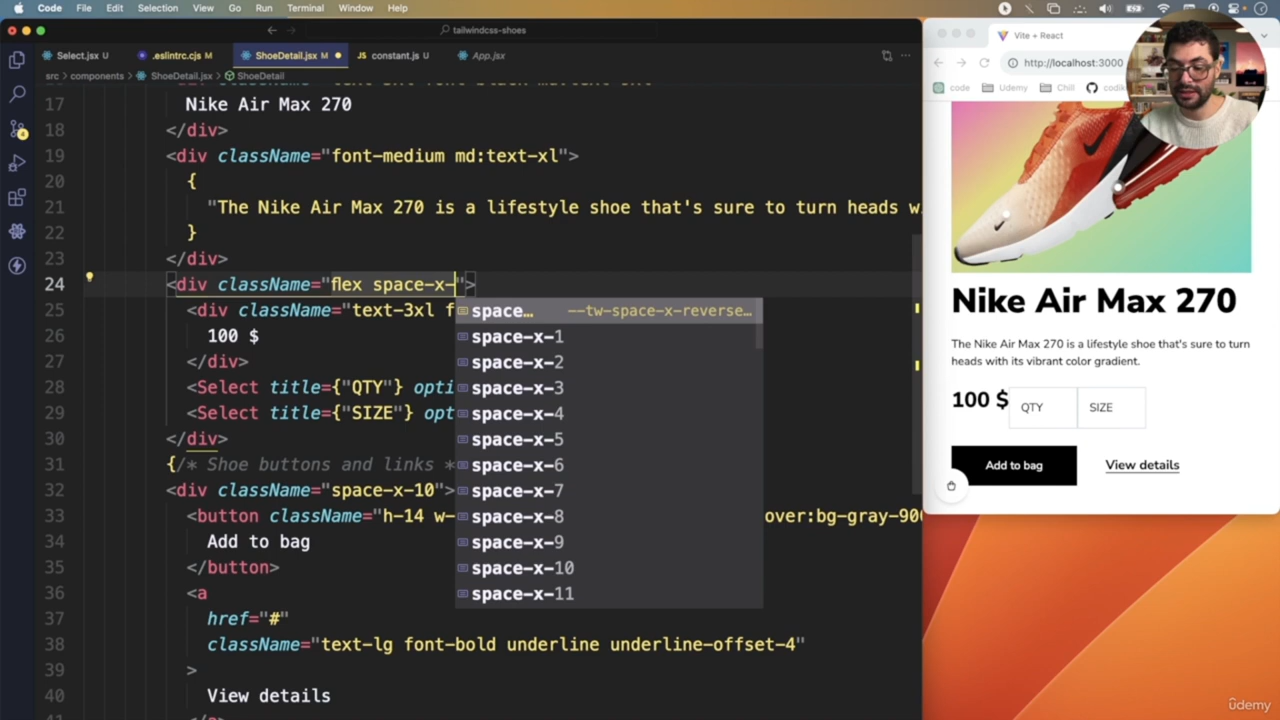 Code File Edit Selection View Go Run Terminal Window Help
tailwindcss-shoes
Select.jsx U .eslintrc.cjs M ShoeDetail.jsx M constant.js U App.jsx
src > components > ShoeDetail.jsx > ShoeDetail
17 Nike Air Max 270
18 </div>
19 <div className="font-medium md:text-xl">
20 {
21 "The Nike Air Max 270 is a lifestyle shoe that's sure to turn heads w
22 }
23 </div>
24 <div className="flex space-x-">
25 <div className="text-3xl f
26 100 $
27 </div>
28 <Select title={"QTY"} opti
29 <Select title={"SIZE"} opt
30 </div>
31 {/* Shoe buttons and links *
32 <div className="space-x-10">
33 <button className="h-14 w- over:bg-gray-900
34 Add to bag
35 </button>
36 <a
37 href="#"
38 className="text-lg font-bold underline underline-offset-4"
39 >
40 View details
space… --tw-space-x-reverse…
space-x-1
space-x-2
space-x-3
space-x-4
space-x-5
space-x-6
space-x-7
space-x-8
space-x-9
space-x-10
space-x-11
Vite + React
http://localhost:3000
code Udemy Chill codik
Nike Air Max 270
The Nike Air Max 270 is a lifestyle shoe that's sure to turn
heads with its vibrant color gradient.
100 $ QTY SIZE
Add to bag View details
ûdemy